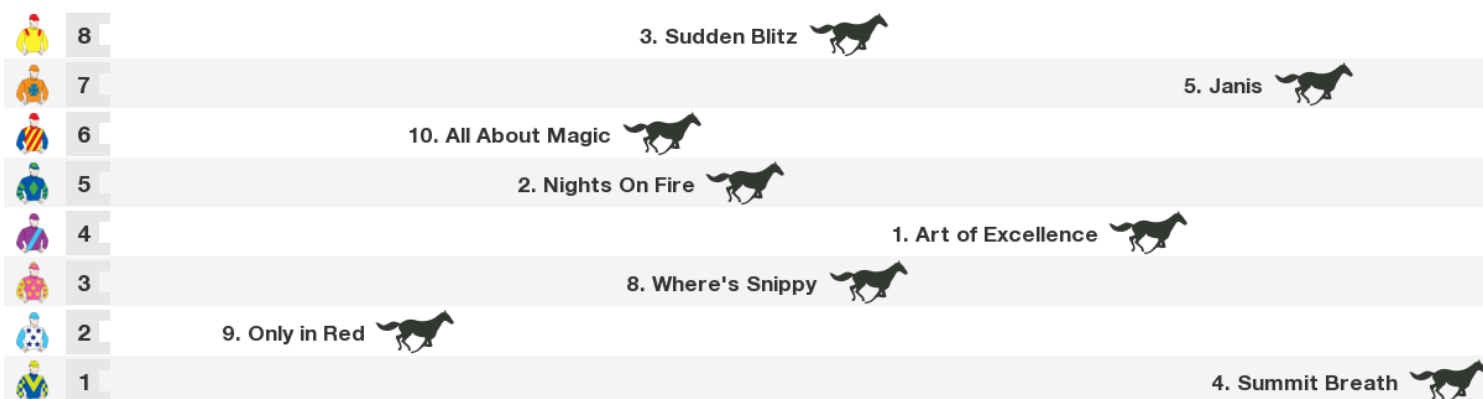 8 3. Sudden Blitz
7 5. Janis
6 10. All About Magic
5 2. Nights On Fire
4 1. Art of Excellence
3 8. Where's Snippy
2 9. Only in Red
1 4. Summit Breath